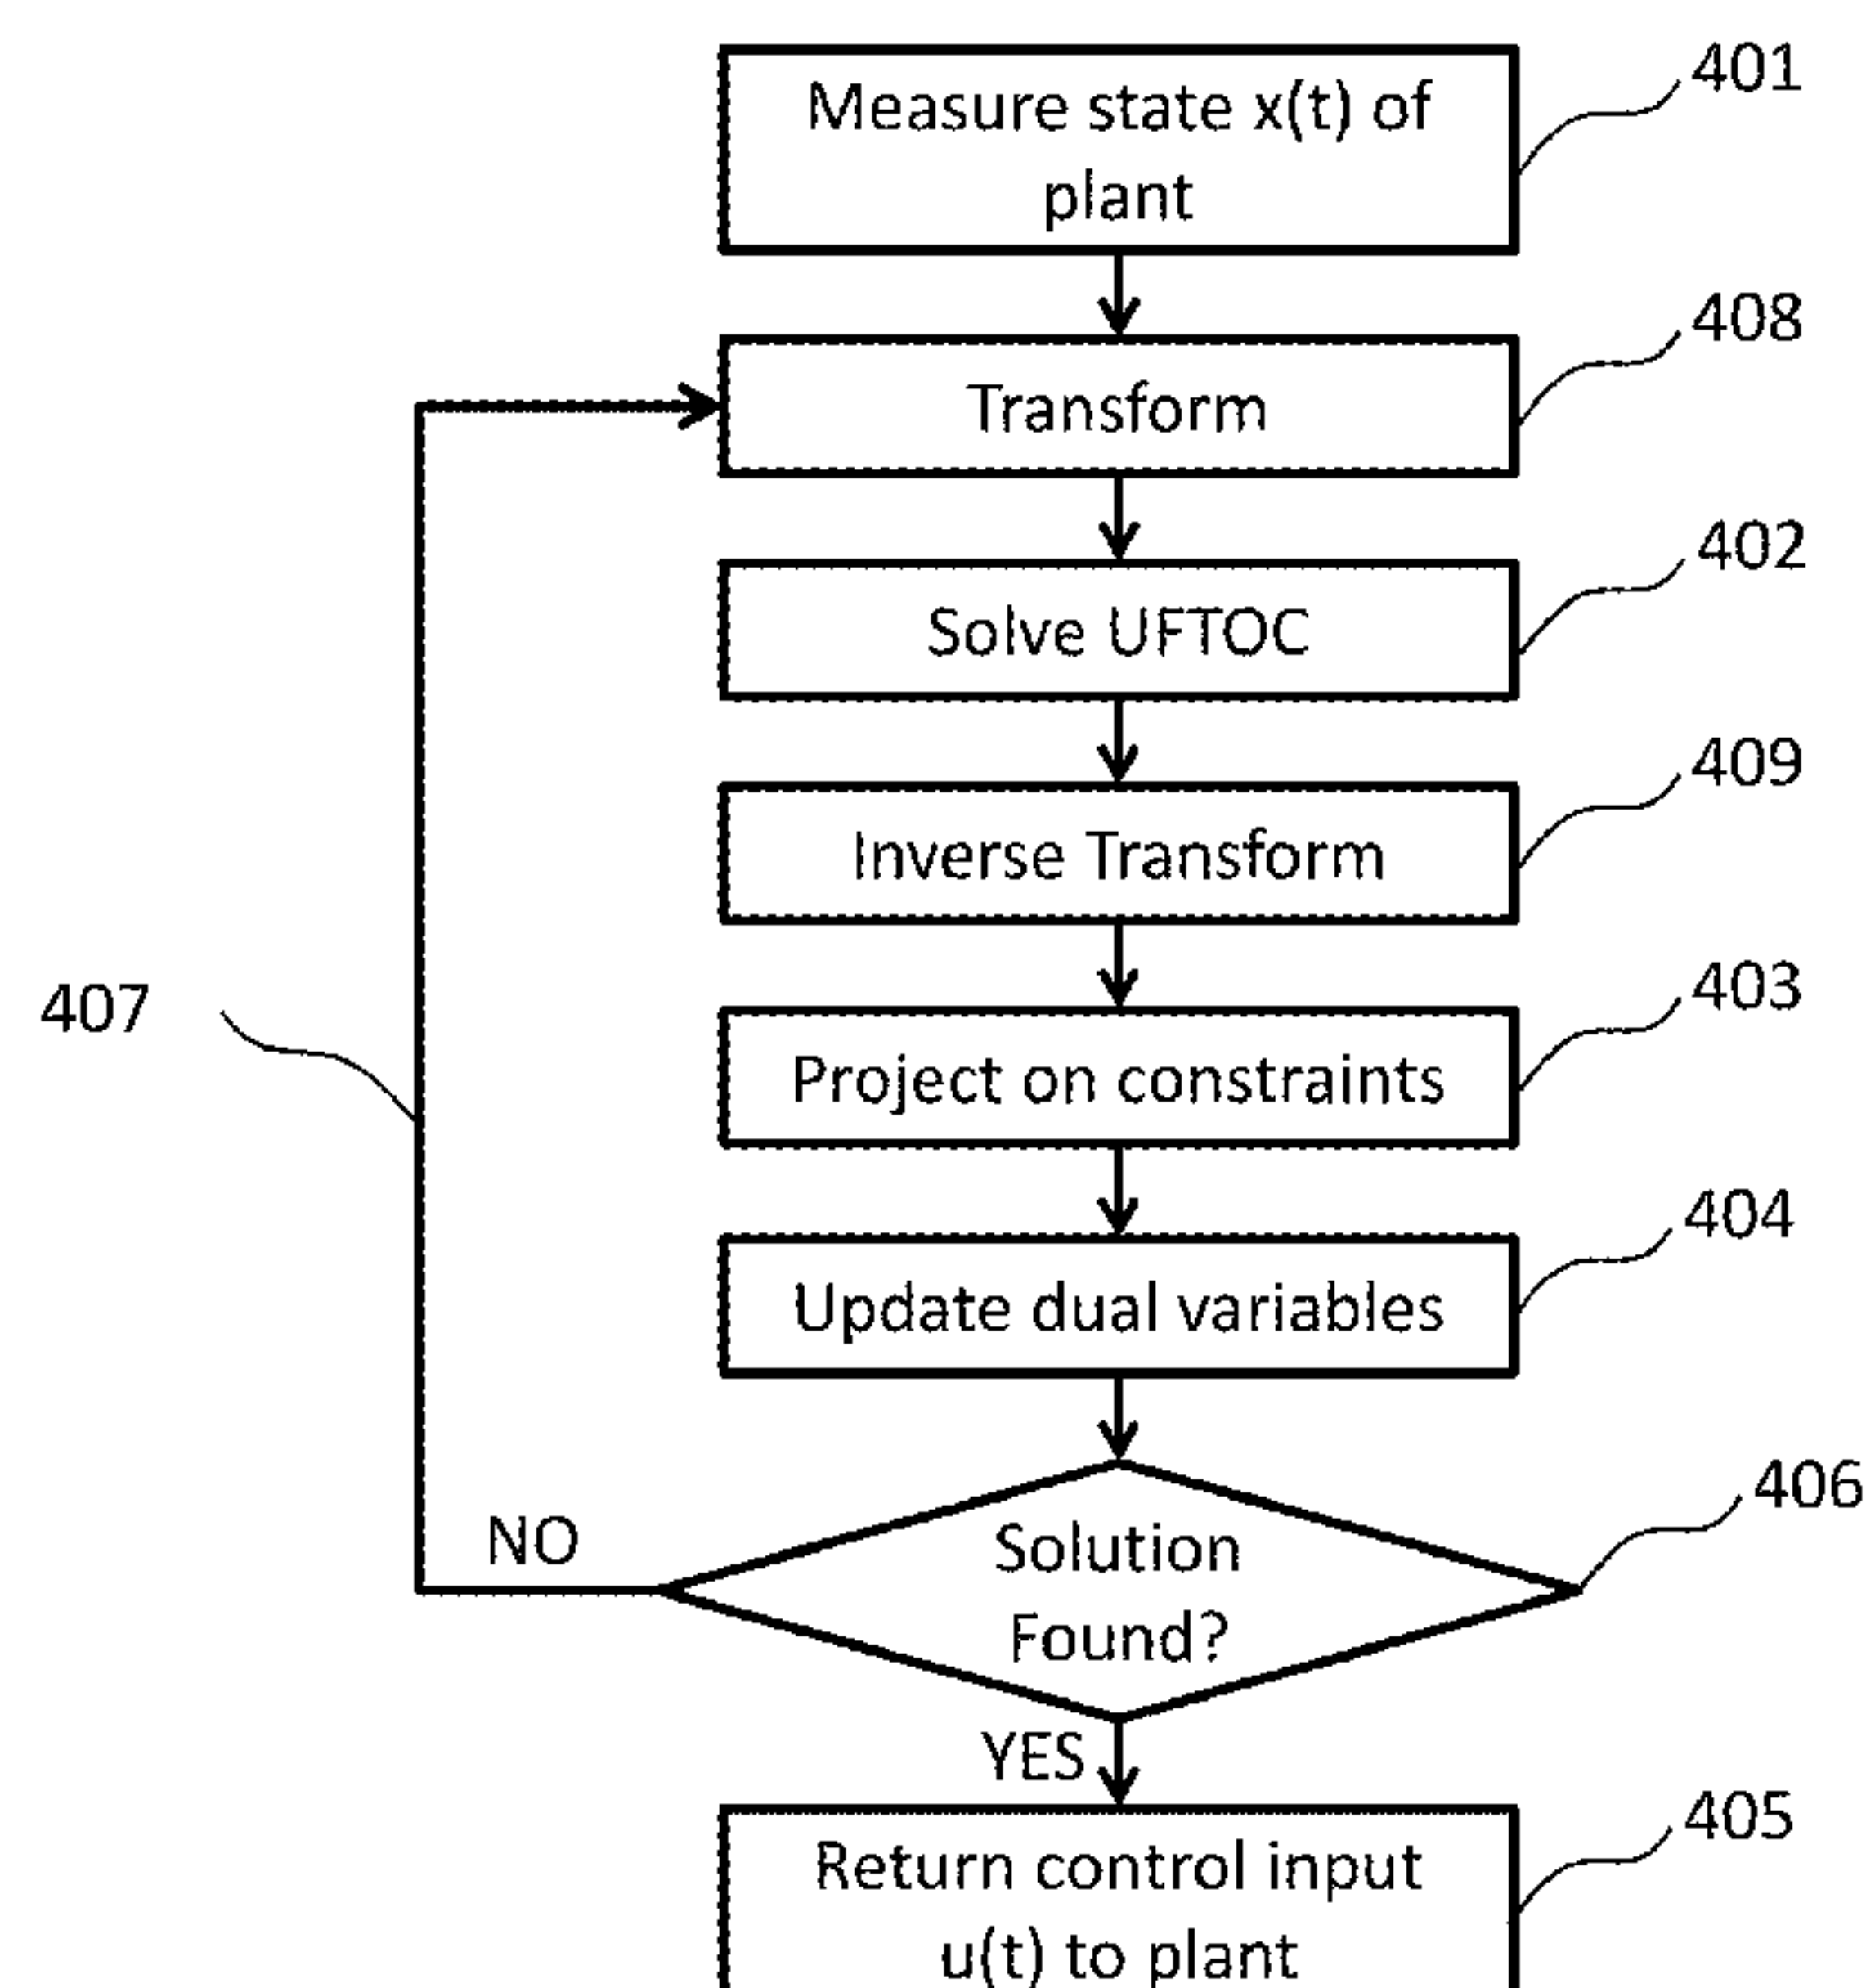 Measure state x(t) of
plant
401
Transform
408
Solve UFTOC
402
Inverse Transform
409
Project on constraints
403
407
Update dual variables
404
Solution
Found?
406
NO
YES
Return control input
u(t) to plant
405